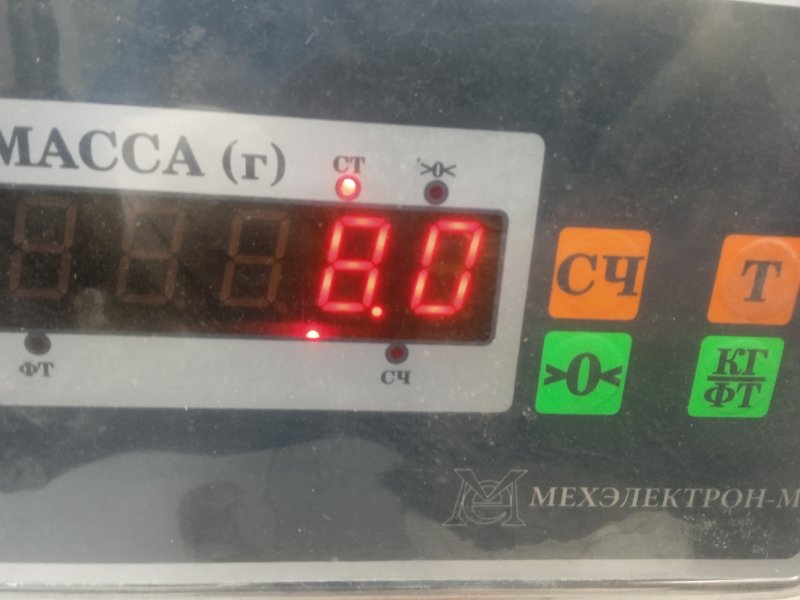 МАССА (г)
СТ >0<
8.0
ФТ СЧ
СЧ Т
>0< КГ
ФТ
МЕХЭЛЕКТРОН-М